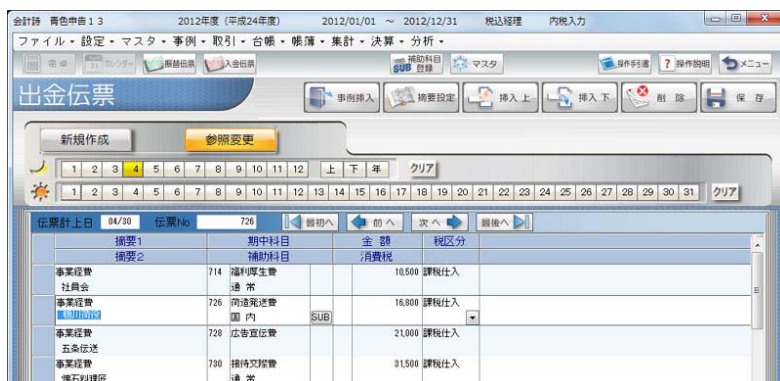 会計詩 青色申告13 2012年度（平成24年度） 2012/01/01 ～ 2012/12/31 税込経理 内税入力
ファイル・設定・マスタ・事例・取引・台帳・帳簿・集計・決算・分析・
電卓 カレンダー 振替伝票 入金伝票 SUB 補助科目登録 マスタ 操作手引書 ? 操作説明 メニュー
出金伝票 事例挿入 摘要設定 挿入上 挿入下 削除 保存
新規作成 参照変更
1 2 3 4 5 6 7 8 9 10 11 12 上 下 年 クリア
1 2 3 4 5 6 7 8 9 10 11 12 13 14 15 16 17 18 19 20 21 22 23 24 25 26 27 28 29 30 31 クリア
伝票計上日 04/30 伝票No 726 最初へ 前へ 次へ 最後へ
摘要1 期中科目 金額 税区分
摘要2 補助科目 消費税
事業経費 714 福利厚生費 10,500 課税仕入
社員会 通常
事業経費 726 荷造発送費 16,800 課税仕入
国内 SUB
事業経費 728 広告宣伝費 21,000 課税仕入
五条伝送
事業経費 730 接待交際費 31,500 課税仕入
懐石料理匠 通常